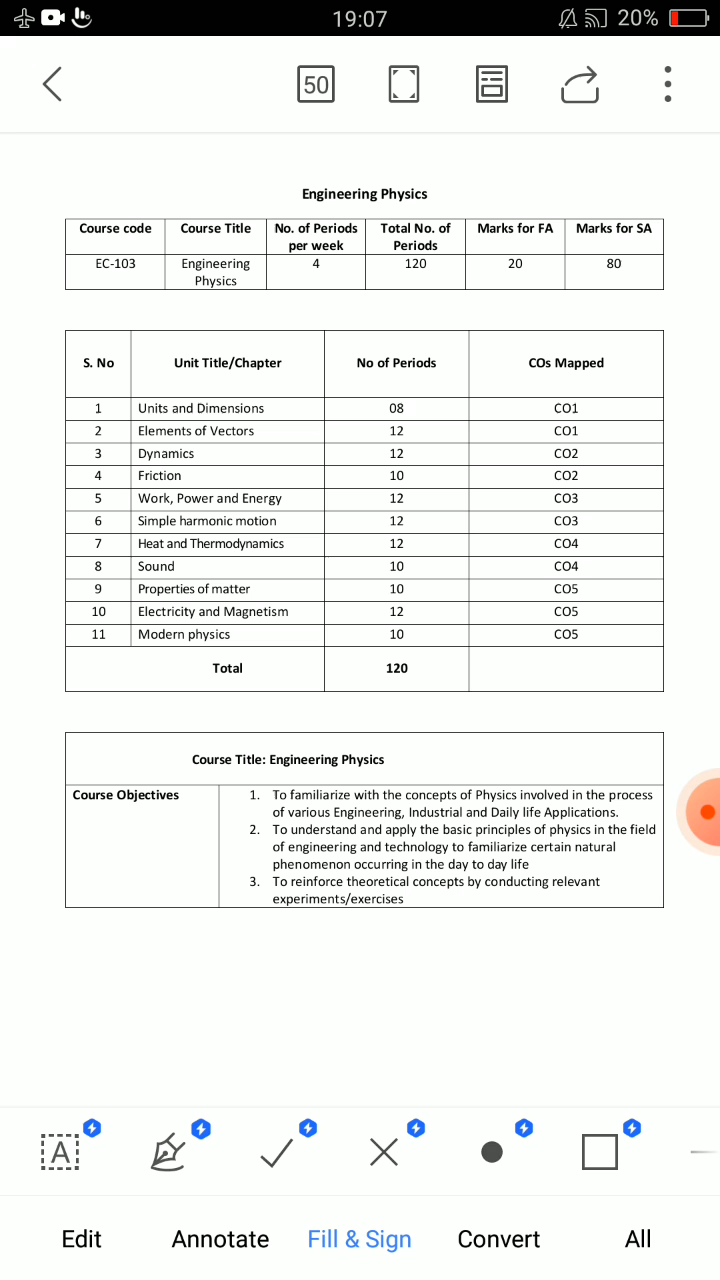 19:07 20%
50
Engineering Physics
Course code Course Title No. of Periods per week Total No. of Periods Marks for FA Marks for SA
EC-103 Engineering Physics 4 120 20 80
S. No Unit Title/Chapter No of Periods COs Mapped
1 Units and Dimensions 08 CO1
2 Elements of Vectors 12 CO1
3 Dynamics 12 CO2
4 Friction 10 CO2
5 Work, Power and Energy 12 CO3
6 Simple harmonic motion 12 CO3
7 Heat and Thermodynamics 12 CO4
8 Sound 10 CO4
9 Properties of matter 10 CO5
10 Electricity and Magnetism 12 CO5
11 Modern physics 10 CO5
Total 120
Course Title: Engineering Physics
Course Objectives 1. To familiarize with the concepts of Physics involved in the process
of various Engineering, Industrial and Daily life Applications.
2. To understand and apply the basic principles of physics in the field
of engineering and technology to familiarize certain natural
phenomenon occurring in the day to day life
3. To reinforce theoretical concepts by conducting relevant
experiments/exercises
A
Edit Annotate Fill & Sign Convert All